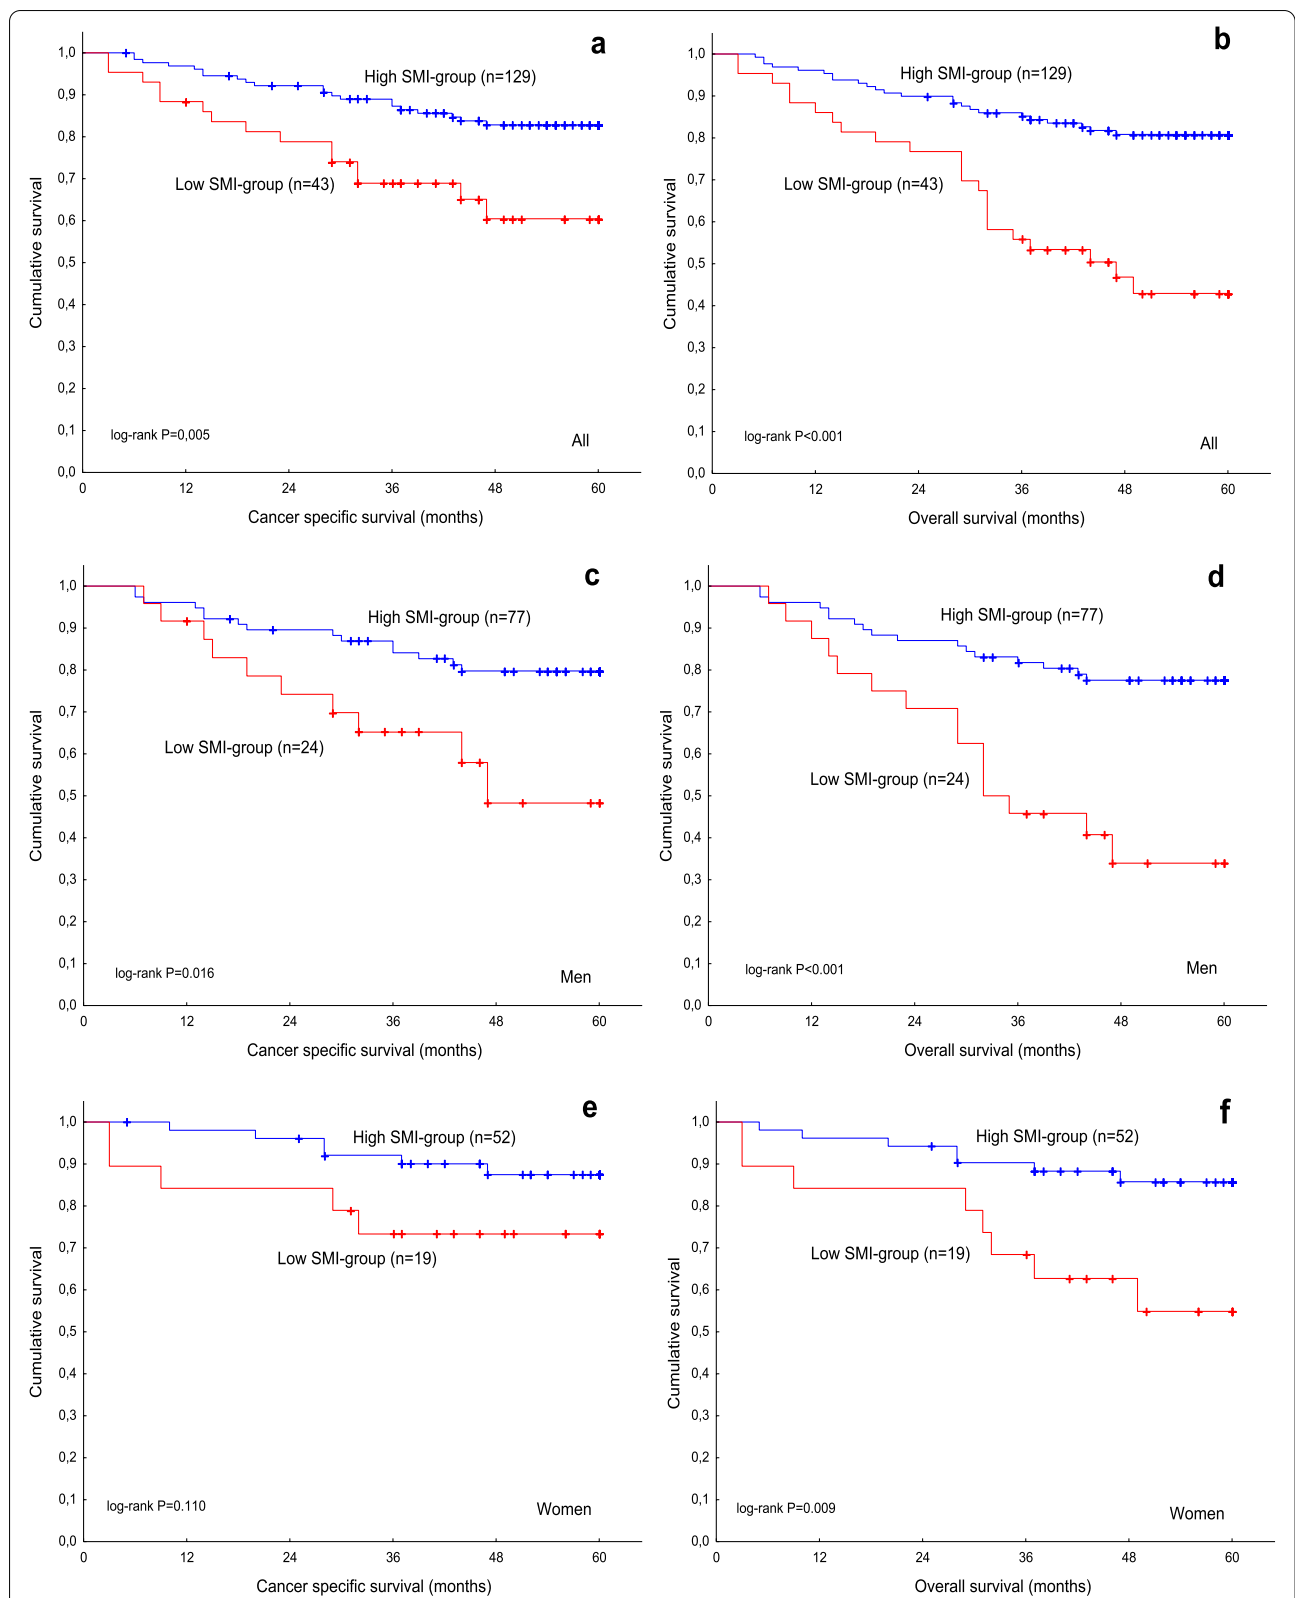 a
1,0
0,9
0,8
0,7
0,6
0,5
0,4
0,3
0,2
0,1
0,0
Cumulative survival
High SMI-group (n=129)
Low SMI-group (n=43)
log-rank P=0,005
All
0 12 24 36 48 60
Cancer specific survival (months)
b
1,0
0,9
0,8
0,7
0,6
0,5
0,4
0,3
0,2
0,1
0,0
Cumulative survival
High SMI-group (n=129)
Low SMI-group (n=43)
log-rank P<0.001
All
0 12 24 36 48 60
Overall survival (months)
c
1,0
0,9
0,8
0,7
0,6
0,5
0,4
0,3
0,2
0,1
0,0
Cumulative survival
High SMI-group (n=77)
Low SMI-group (n=24)
log-rank P=0.016
Men
0 12 24 36 48 60
Cancer specific survival (months)
d
1,0
0,9
0,8
0,7
0,6
0,5
0,4
0,3
0,2
0,1
0,0
Cumulative survival
High SMI-group (n=77)
Low SMI-group (n=24)
log-rank P<0.001
Men
0 12 24 36 48 60
Overall survival (months)
e
1,0
0,9
0,8
0,7
0,6
0,5
0,4
0,3
0,2
0,1
0,0
Cumulative survival
High SMI-group (n=52)
Low SMI-group (n=19)
log-rank P=0.110
Women
0 12 24 36 48 60
Cancer specific survival (months)
f
1,0
0,9
0,8
0,7
0,6
0,5
0,4
0,3
0,2
0,1
0,0
Cumulative survival
High SMI-group (n=52)
Low SMI-group (n=19)
log-rank P=0.009
Women
0 12 24 36 48 60
Overall survival (months)